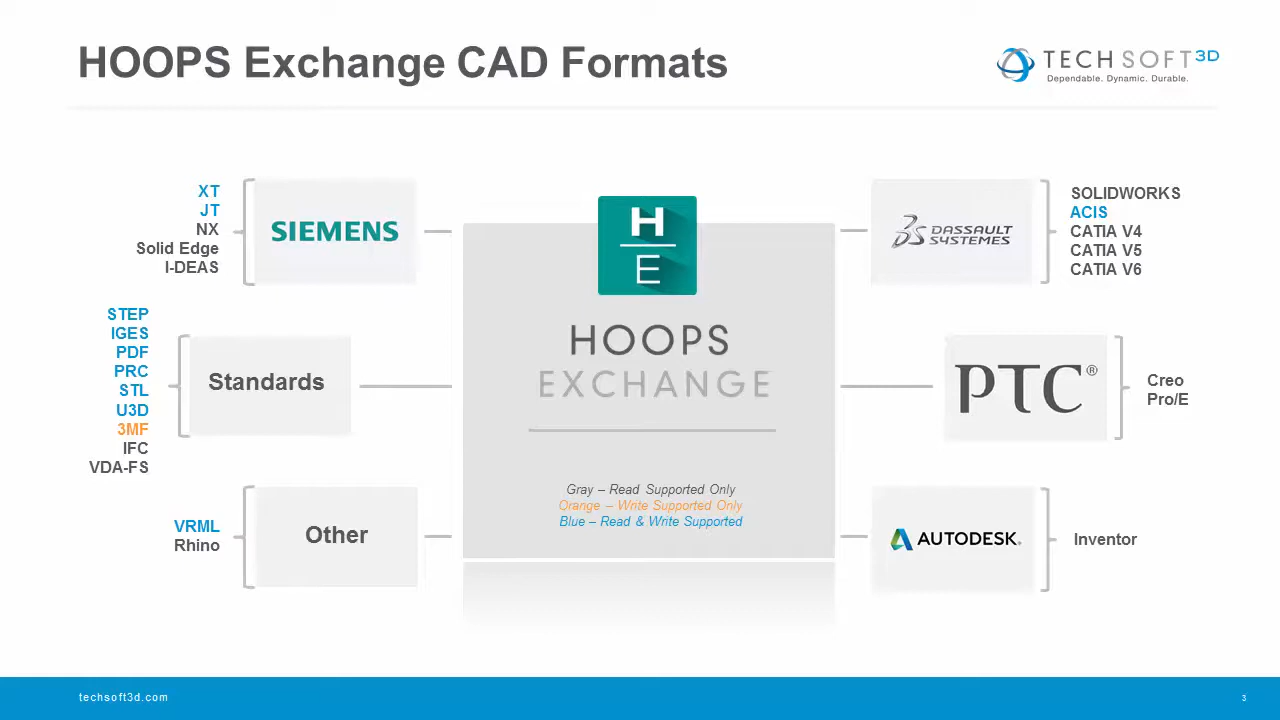 HOOPS Exchange CAD Formats
TECH SOFT 3D
Dependable. Dynamic. Durable.
XT
JT
NX
Solid Edge
I-DEAS
SIEMENS
STEP
IGES
PDF
PRC
STL
U3D
3MF
IFC
VDA-FS
Standards
VRML
Rhino
Other
H
E
HOOPS
EXCHANGE
Gray – Read Supported Only
Orange – Write Supported Only
Blue – Read & Write Supported
DASSAULT
SYSTEMES
SOLIDWORKS
ACIS
CATIA V4
CATIA V5
CATIA V6
PTC®
Creo
Pro/E
AUTODESK.
Inventor
techsoft3d.com
3